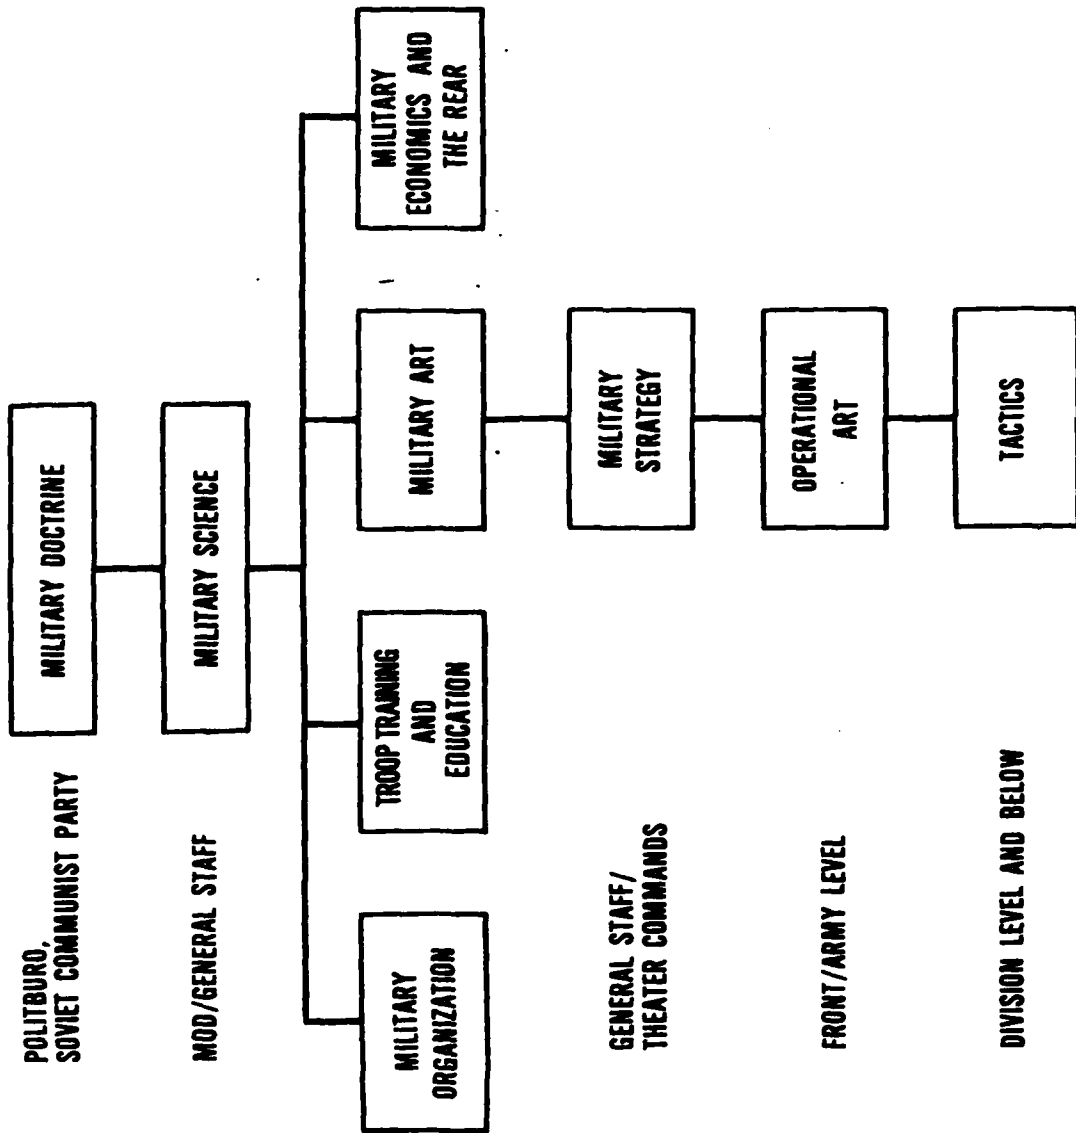 POLITBURO,
SOVIET COMMUNIST PARTY
MILITARY DOCTRINE
MOD/GENERAL STAFF
MILITARY SCIENCE
MILITARY
ORGANIZATION
TROOP TRAINING
AND
EDUCATION
MILITARY ART
MILITARY
ECONOMICS AND
THE REAR
GENERAL STAFF/
THEATER COMMANDS
MILITARY
STRATEGY
FRONT/ARMY LEVEL
OPERATIONAL
ART
DIVISION LEVEL AND BELOW
TACTICS